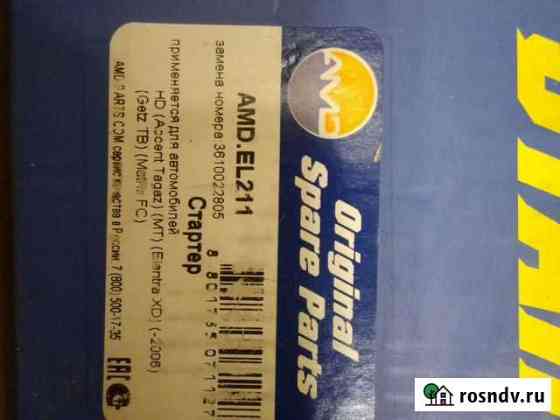 AMD
Original
Spare Parts
AMD.EL211
замена номера 3610022805
Стартер
применяется для автомобилей
HD (Accent Tagaz) (MT) (Elantra XD) (-2006)
(Getz TB) (Matrix FC)
AMD PARTS.COM сервис качества в России 7 (800) 500-17-35
EAC
rosndv.ru